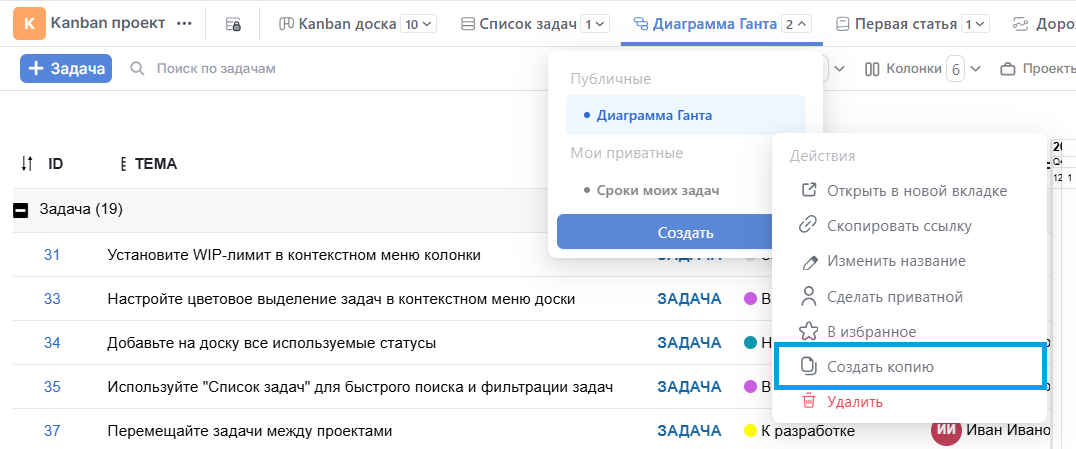 K Kanban проект ••• Kanban доска 10 Список задач 1 Диаграмма Ганта 2 Первая статья 1 Доро
+ Задача Поиск по задачам Колонки 6 Проекты
Публичные
Диаграмма Ганта
Мои приватные
Сроки моих задач
Создать
Действия
Открыть в новой вкладке
Скопировать ссылку
Изменить название
Сделать приватной
В избранное
Создать копию
Удалить
ID ТЕМА
Q4
12 1
Задача (19)
31 Установите WIP-лимит в контекстном меню колонки ЗАДАЧА
33 Настройте цветовое выделение задач в контекстном меню доски ЗАДАЧА В
34 Добавьте на доску все используемые статусы ЗАДАЧА Н
35 Используйте "Список задач" для быстрого поиска и фильтрации задач ЗАДАЧА В
37 Перемещайте задачи между проектами ЗАДАЧА К разработке ИИ Иван Ивано